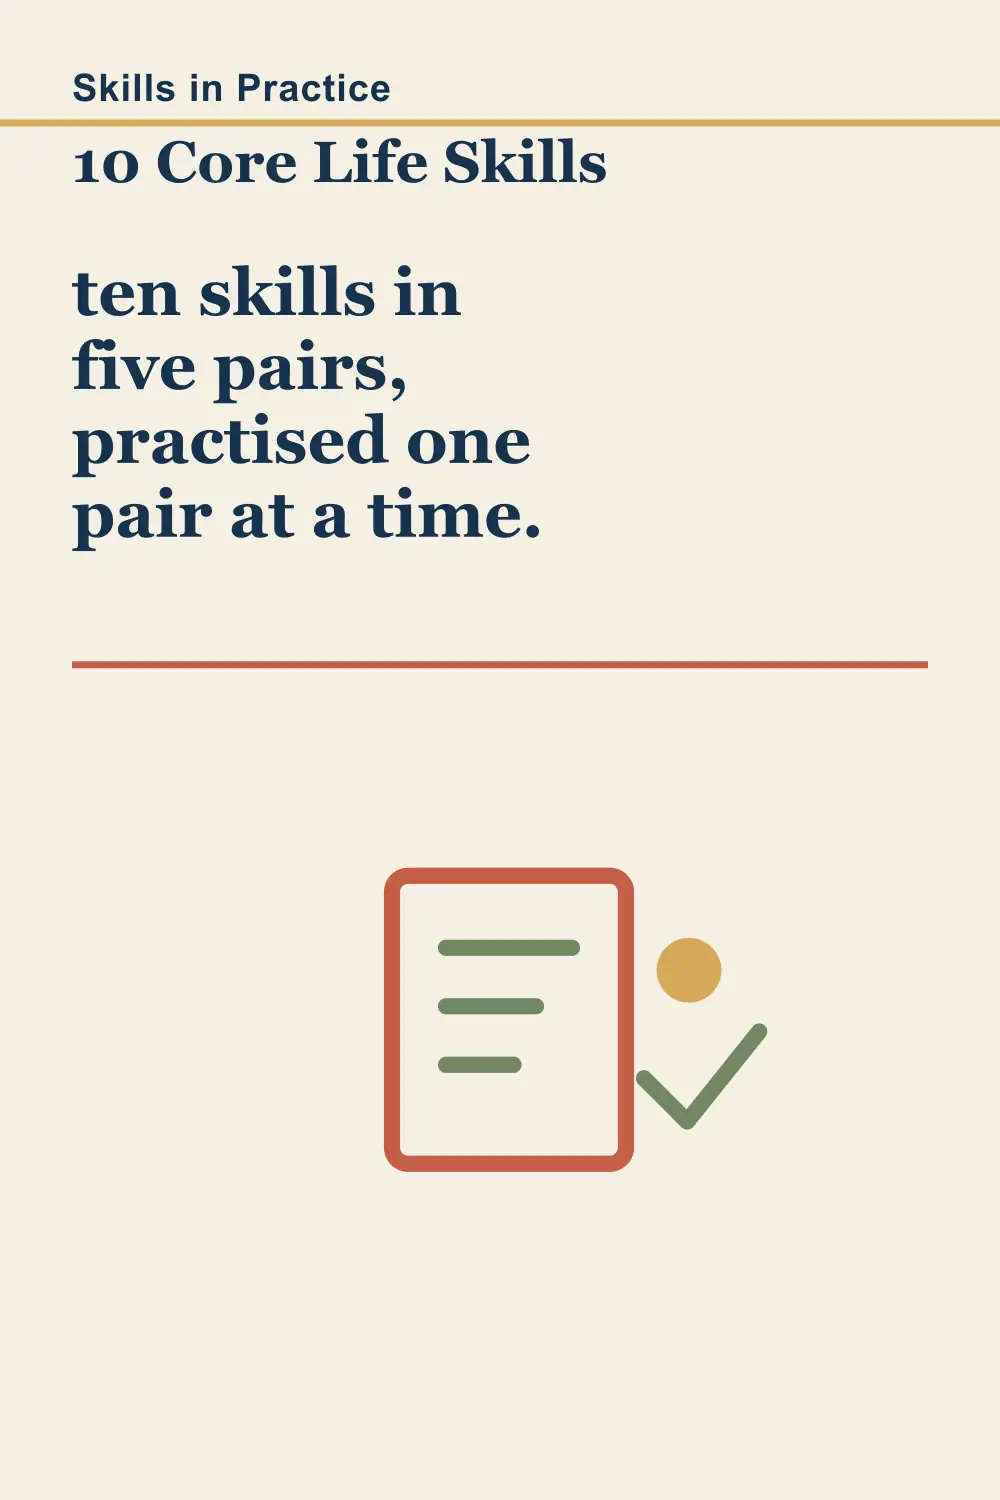 Skills in Practice
10 Core Life Skills
ten skills in
five pairs,
practised one
pair at a time.